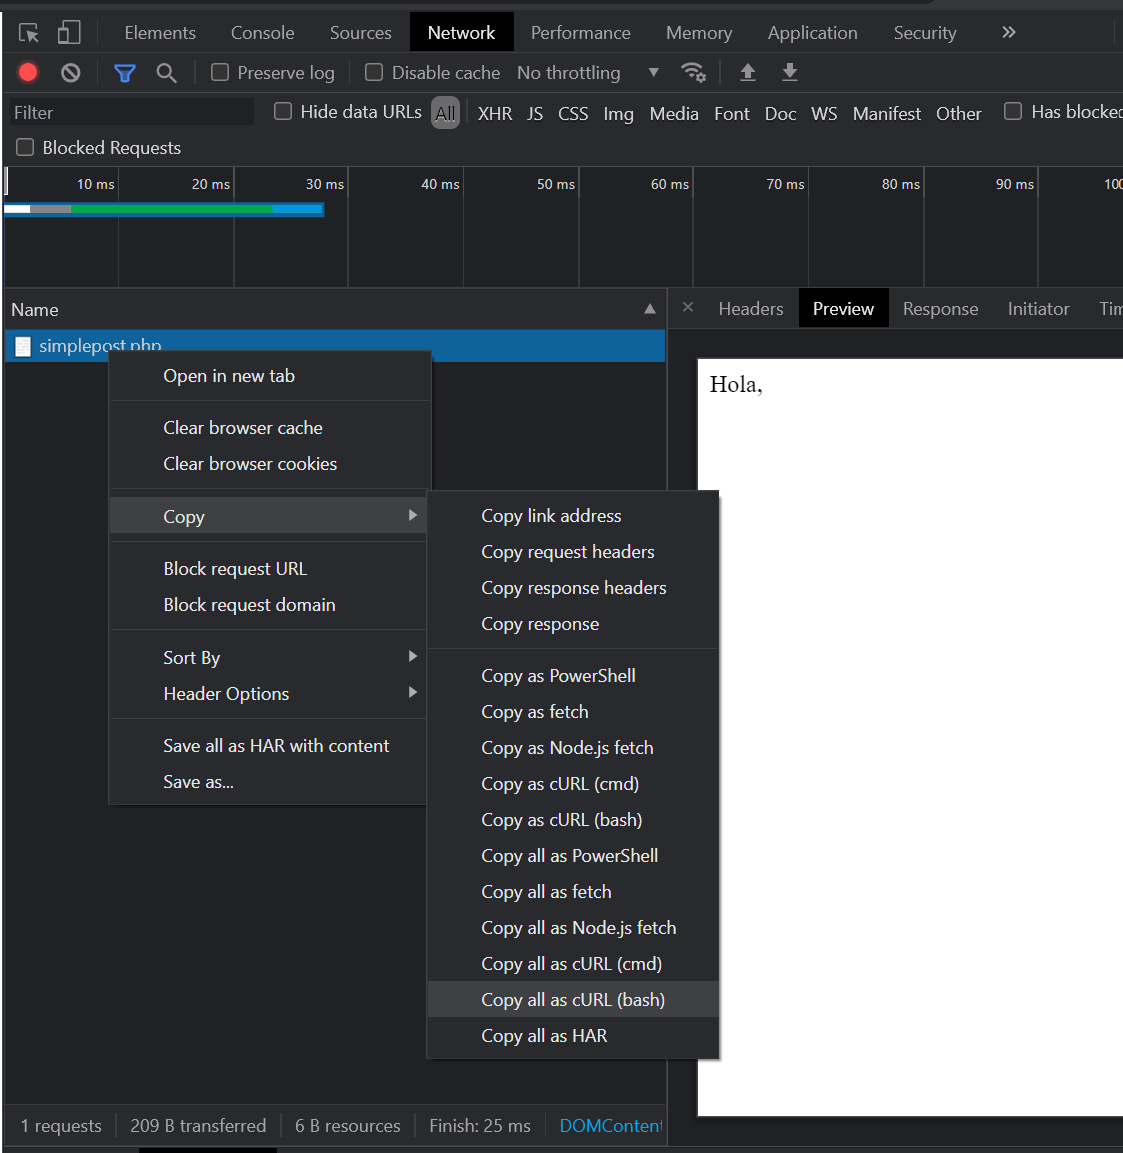 Elements Console Sources Network Performance Memory Application Security »
Preserve log Disable cache No throttling
Filter Hide data URLs All XHR JS CSS Img Media Font Doc WS Manifest Other Has blocked
Blocked Requests
10 ms 20 ms 30 ms 40 ms 50 ms 60 ms 70 ms 80 ms 90 ms 100
Name
× Headers Preview Response Initiator Tim
simplepost.php
Hola,
Open in new tab
Clear browser cache
Clear browser cookies
Copy
Block request URL
Block request domain
Sort By
Header Options
Save all as HAR with content
Save as...
Copy link address
Copy request headers
Copy response headers
Copy response
Copy as PowerShell
Copy as fetch
Copy as Node.js fetch
Copy as cURL (cmd)
Copy as cURL (bash)
Copy all as PowerShell
Copy all as fetch
Copy all as Node.js fetch
Copy all as cURL (cmd)
Copy all as cURL (bash)
Copy all as HAR
1 requests 209 B transferred 6 B resources Finish: 25 ms DOMContent